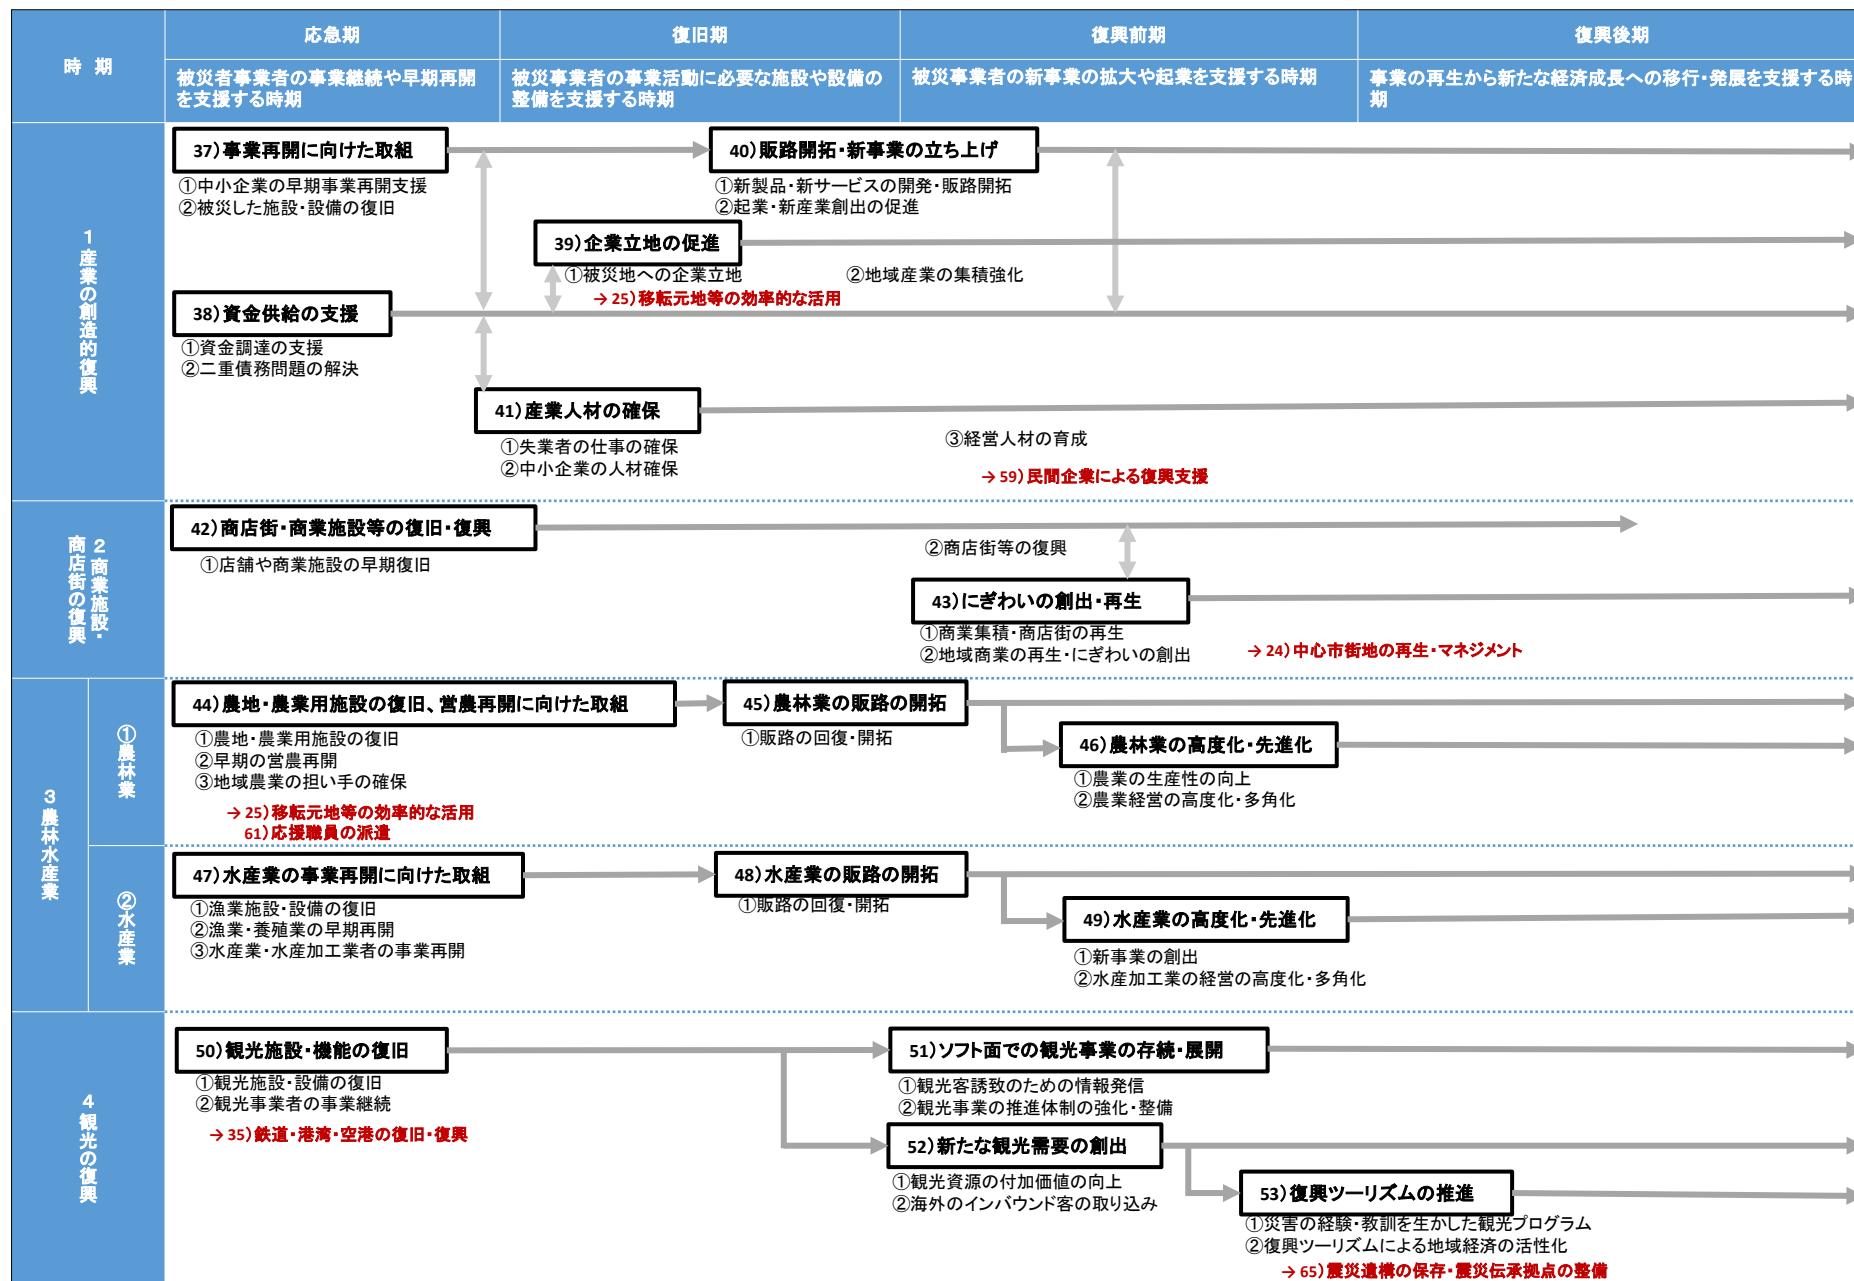 時 期
応急期
復旧期
復興前期
復興後期
被災者事業者の事業継続や早期再開
を支援する時期
被災事業者の事業活動に必要な施設や設備の
整備を支援する時期
被災事業者の新事業の拡大や起業を支援する時期
事業の再生から新たな経済成長への移行・発展を支援する時
期
1 産業の創造的復興
37)事業再開に向けた取組
①中小企業の早期事業再開支援
②被災した施設・設備の復旧
40)販路開拓・新事業の立ち上げ
①新製品・新サービスの開発・販路開拓
②起業・新産業創出の促進
39)企業立地の促進
①被災地への企業立地
②地域産業の集積強化
→25)移転元地等の効率的な活用
38)資金供給の支援
①資金調達の支援
②二重債務問題の解決
41)産業人材の確保
①失業者の仕事の確保
②中小企業の人材確保
③経営人材の育成
→59)民間企業による復興支援
2 商業施設・
商店街の復興
42)商店街・商業施設等の復旧・復興
①店舗や商業施設の早期復旧
②商店街等の復興
43)にぎわいの創出・再生
①商業集積・商店街の再生
②地域商業の再生・にぎわいの創出
→24)中心市街地の再生・マネジメント
3 農林水産業
①農林業
44)農地・農業用施設の復旧、営農再開に向けた取組
①農地・農業用施設の復旧
②早期の営農再開
③地域農業の担い手の確保
→25)移転元地等の効率的な活用
61)応援職員の派遣
45)農林業の販路の開拓
①販路の回復・開拓
46)農林業の高度化・先進化
①農業の生産性の向上
②農業経営の高度化・多角化
②水産業
47)水産業の事業再開に向けた取組
①漁業施設・設備の復旧
②漁業・養殖業の早期再開
③水産業・水産加工業者の事業再開
48)水産業の販路の開拓
①販路の回復・開拓
49)水産業の高度化・先進化
①新事業の創出
②水産加工業の経営の高度化・多角化
4 観光の復興
50)観光施設・機能の復旧
①観光施設・設備の復旧
②観光事業者の事業継続
→35)鉄道・港湾・空港の復旧・復興
51)ソフト面での観光事業の存続・展開
①観光客誘致のための情報発信
②観光事業の推進体制の強化・整備
52)新たな観光需要の創出
①観光資源の付加価値の向上
②海外のインバウンド客の取り込み
53)復興ツーリズムの推進
①災害の経験・教訓を生かした観光プログラム
②復興ツーリズムによる地域経済の活性化
→65)震災遺構の保存・震災伝承拠点の整備